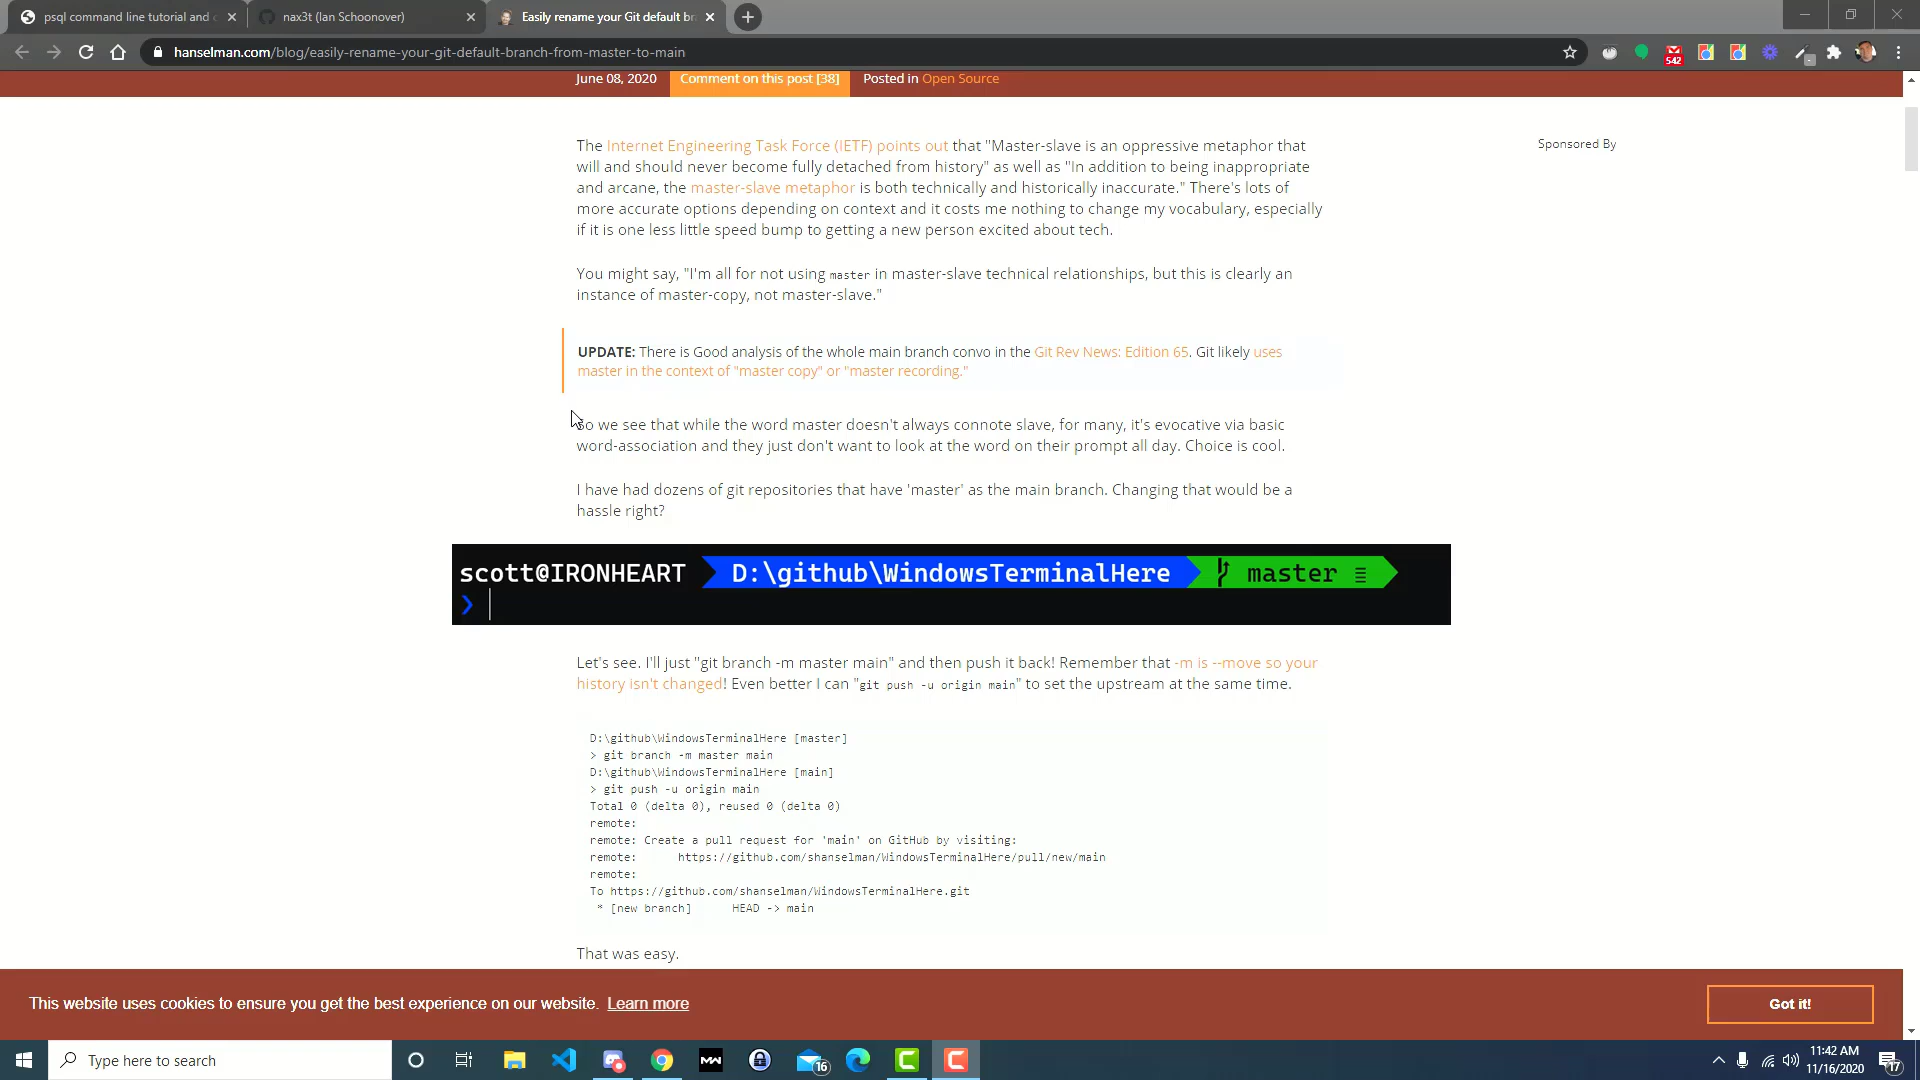 psql command line tutorial and c
nax3t (Ian Schoonover)
Easily rename your Git default br
hanselman.com/blog/easily-rename-your-git-default-branch-from-master-to-main
542
June 08, 2020
Comment on this post [38]
Posted in Open Source
The Internet Engineering Task Force (IETF) points out that "Master-slave is an oppressive metaphor that
will and should never become fully detached from history" as well as "In addition to being inappropriate
and arcane, the master-slave metaphor is both technically and historically inaccurate." There's lots of
more accurate options depending on context and it costs me nothing to change my vocabulary, especially
if it is one less little speed bump to getting a new person excited about tech.
Sponsored By
You might say, "I'm all for not using master in master-slave technical relationships, but this is clearly an
instance of master-copy, not master-slave."
UPDATE: There is Good analysis of the whole main branch convo in the Git Rev News: Edition 65. Git likely uses
master in the context of "master copy" or "master recording."
So we see that while the word master doesn't always connote slave, for many, it's evocative via basic
word-association and they just don't want to look at the word on their prompt all day. Choice is cool.
I have had dozens of git repositories that have 'master' as the main branch. Changing that would be a
hassle right?
scott@IRONHEART D:\github\WindowsTerminalHere master ≡
❯
Let's see. I'll just "git branch -m master main" and then push it back! Remember that -m is --move so your
history isn't changed! Even better I can "git push -u origin main" to set the upstream at the same time.
D:\github\WindowsTerminalHere [master]
> git branch -m master main
D:\github\WindowsTerminalHere [main]
> git push -u origin main
Total 0 (delta 0), reused 0 (delta 0)
remote:
remote: Create a pull request for 'main' on GitHub by visiting:
remote:      https://github.com/shanselman/WindowsTerminalHere/pull/new/main
remote:
To https://github.com/shanselman/WindowsTerminalHere.git
 * [new branch]      HEAD -> main
That was easy.
This website uses cookies to ensure you get the best experience on our website. Learn more
Got it!
Type here to search
MW
16
11:42 AM
11/16/2020
17